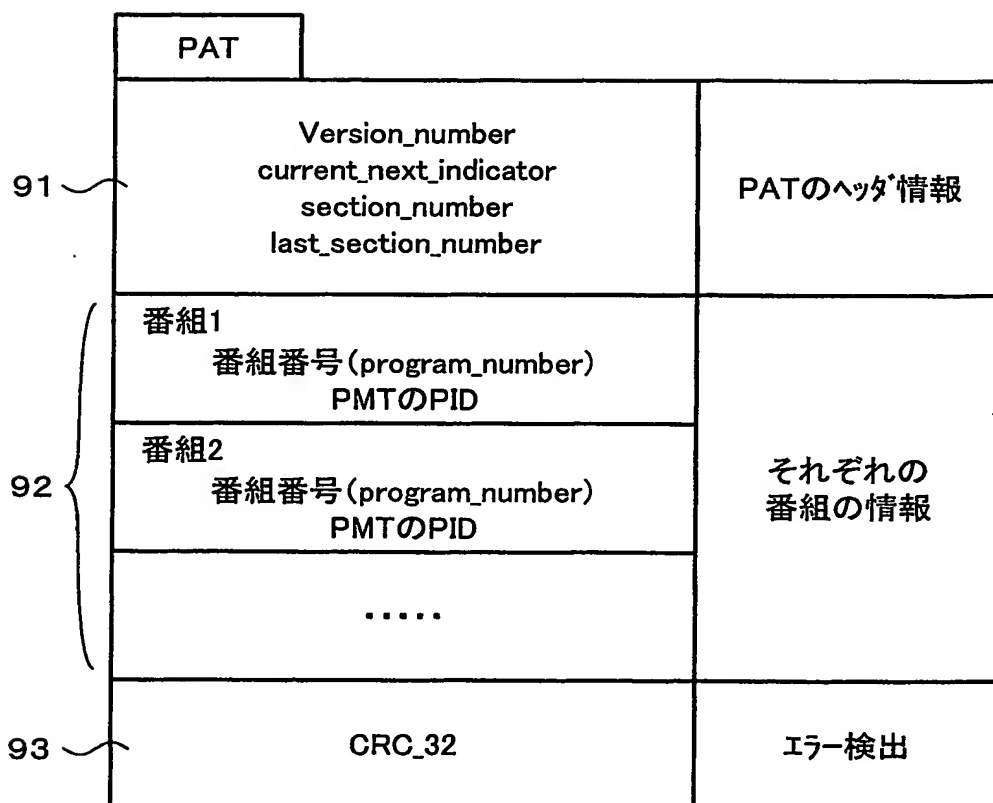 PAT
91
Version_number
current_next_indicator
section_number
last_section_number
PATのヘッダ情報
92
番組1
番組番号(program_number)
PMTのPID
番組2
番組番号(program_number)
PMTのPID
・・・・・
それぞれの
番組の情報
93
CRC_32
エラー検出